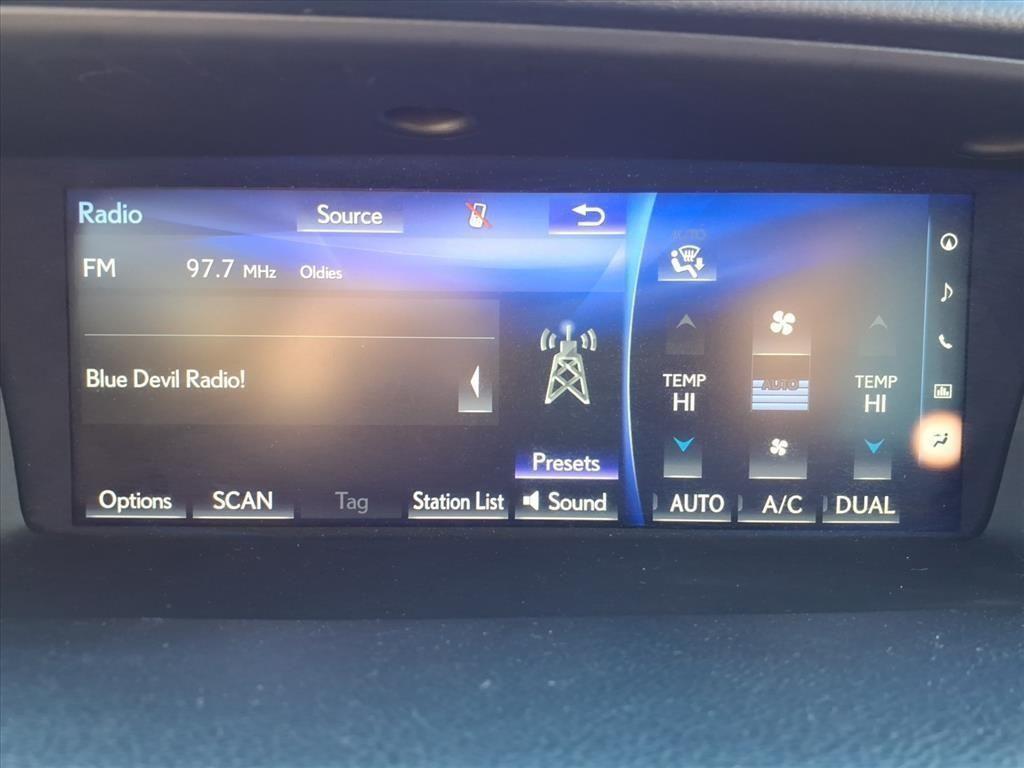 Radio
Source
FM 97.7 MHz Oldies
Blue Devil Radio!
Presets
Options SCAN Tag Station List Sound
AUTO
TEMP
HI
AUTO
TEMP
HI
AUTO A/C DUAL